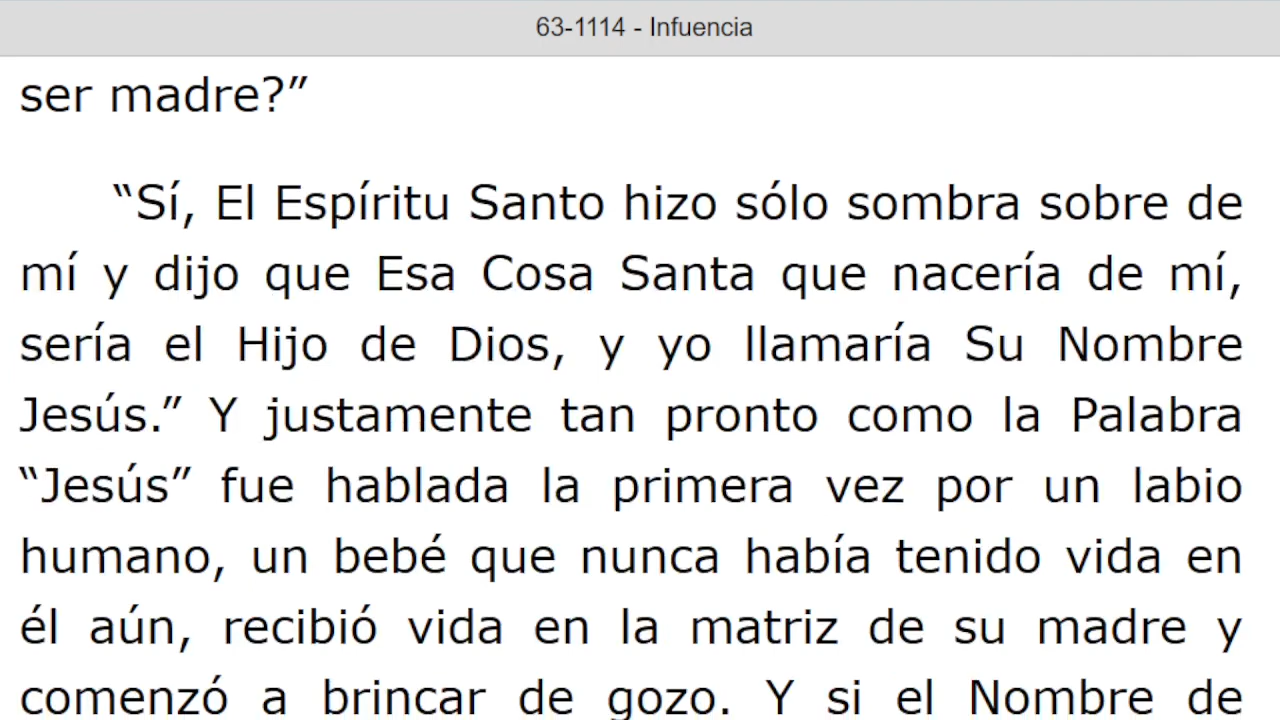 63-1114 - Infuencia
ser madre?”
“Sí, El Espíritu Santo hizo sólo sombra sobre de
mí y dijo que Esa Cosa Santa que nacería de mí,
sería el Hijo de Dios, y yo llamaría Su Nombre
Jesús.” Y justamente tan pronto como la Palabra
“Jesús” fue hablada la primera vez por un labio
humano, un bebé que nunca había tenido vida en
él aún, recibió vida en la matriz de su madre y
comenzó a brincar de gozo. Y si el Nombre de